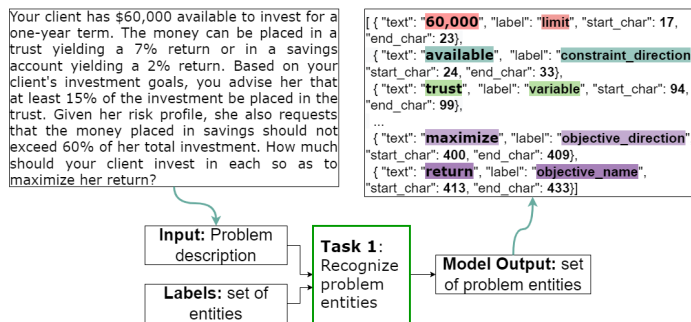 Your client has $60,000 available to invest for a
one-year term. The money can be placed in a
trust yielding a 7% return or in a savings
account yielding a 2% return. Based on your
client's investment goals, you advise her that
at least 15% of the investment be placed in the
trust. Given her risk profile, she also requests
that the money placed in savings should not
exceed 60% of her total investment. How much
should your client invest in each so as to
maximize her return?
[ { "text": "60,000", "label": "limit", "start_char": 17,
"end_char": 23},
{ "text": "available", "label": "constraint_direction
"start_char": 24, "end_char": 33},
{ "text": "trust", "label": "variable", "start_char": 94,
"end_char": 99},
...
{ "text": "maximize", "label": "objective_direction"
"start_char": 400, "end_char": 409},
{ "text": "return", "label": "objective_name",
"start_char": 413, "end_char": 433}]
Input: Problem
description
Labels: set of
entities
Task 1:
Recognize
problem
entities
Model Output: set
of problem entities